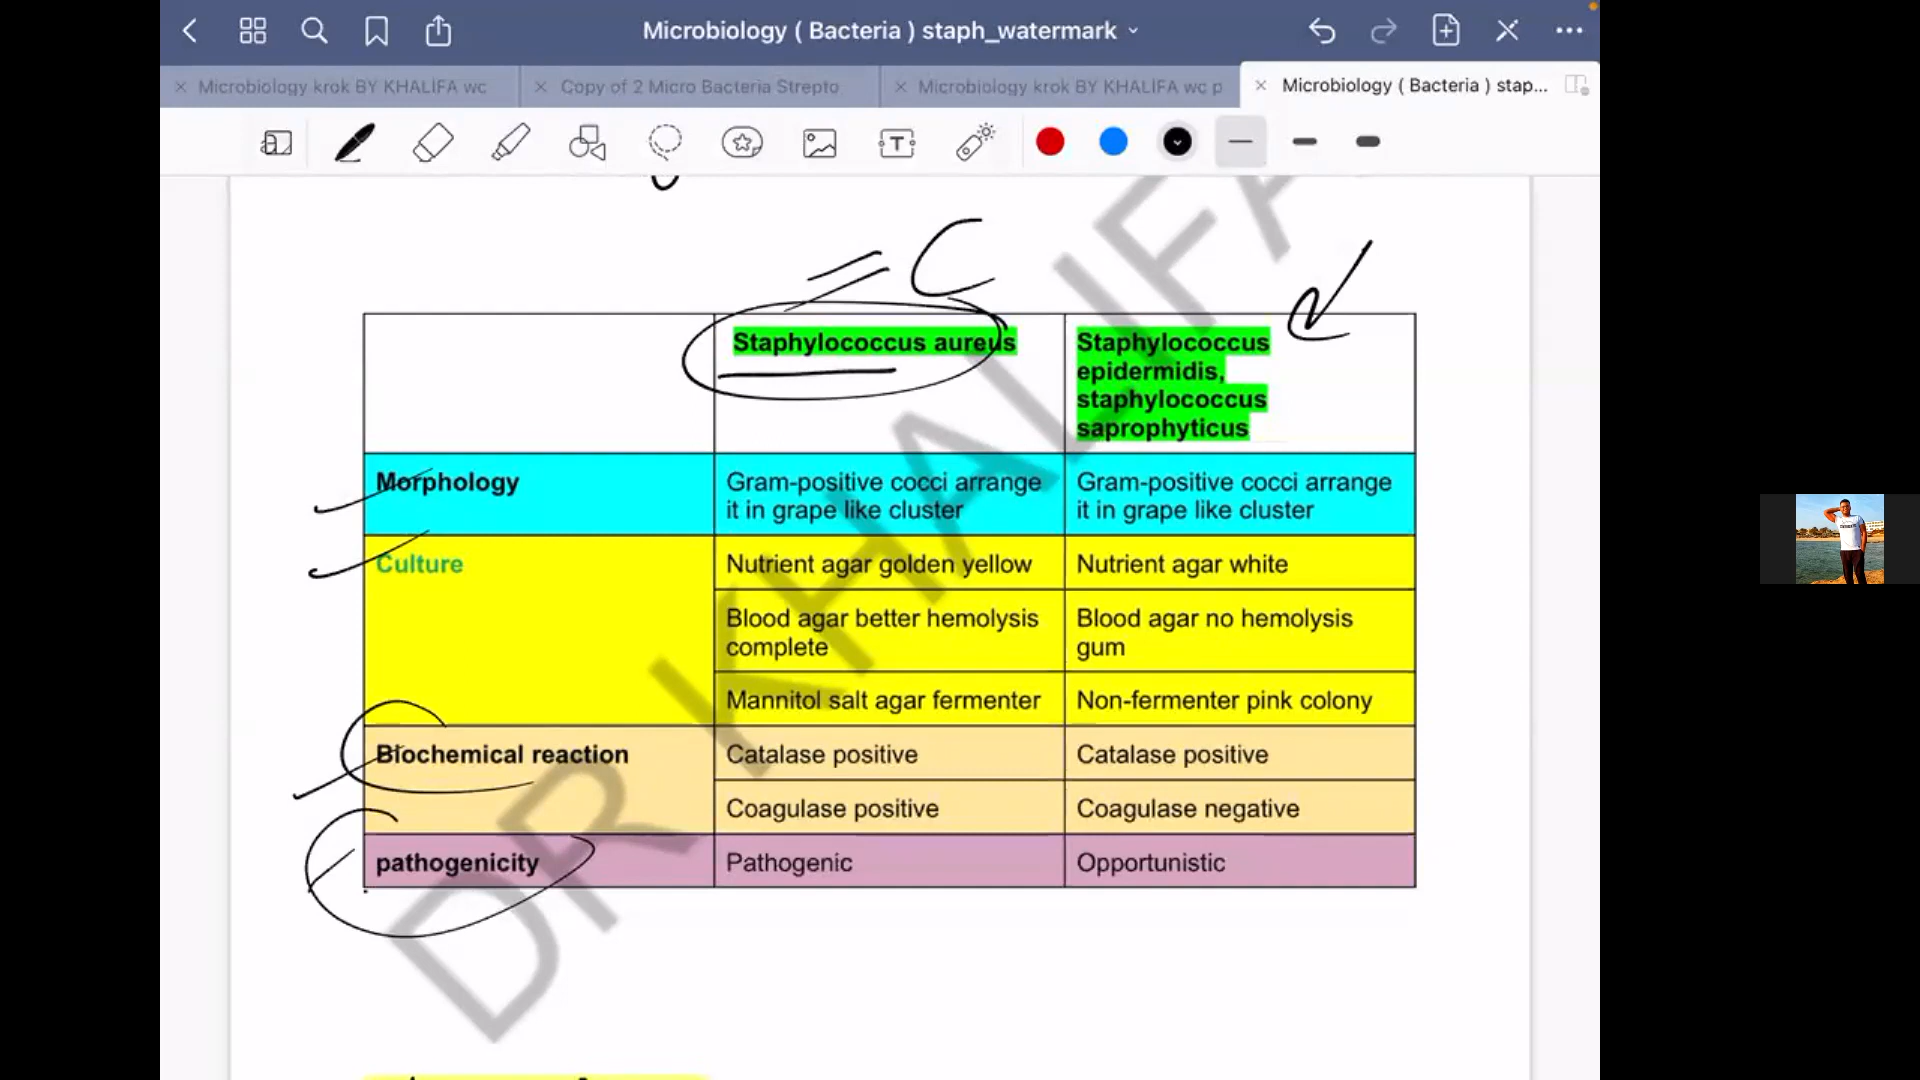 Microbiology ( Bacteria ) staph_watermark
Microbiology krok BY KHALIFA wc
Copy of 2 Micro Bacteria Strepto
Microbiology krok BY KHALIFA wc p
Microbiology ( Bacteria ) stap...
= C
Staphylococcus aureus
Staphylococcus
epidermidis,
staphylococcus
saprophyticus
Morphology
Gram-positive cocci arrange
it in grape like cluster
Gram-positive cocci arrange
it in grape like cluster
Culture
Nutrient agar golden yellow
Nutrient agar white
Blood agar better hemolysis
complete
Blood agar no hemolysis
gum
Mannitol salt agar fermenter
Non-fermenter pink colony
Biochemical reaction
Catalase positive
Catalase positive
Coagulase positive
Coagulase negative
pathogenicity
Pathogenic
Opportunistic
DR KHALIFA